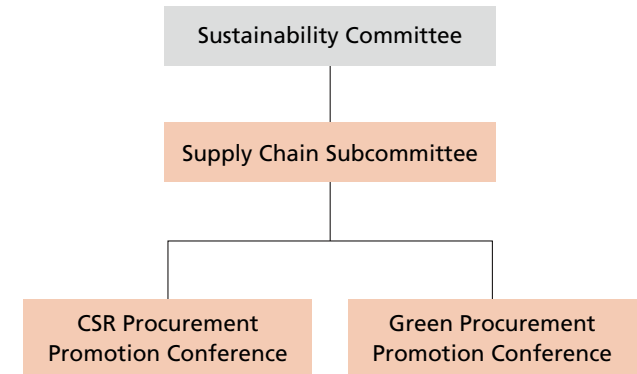 Sustainability Committee
Supply Chain Subcommittee
CSR Procurement
Promotion Conference
Green Procurement
Promotion Conference